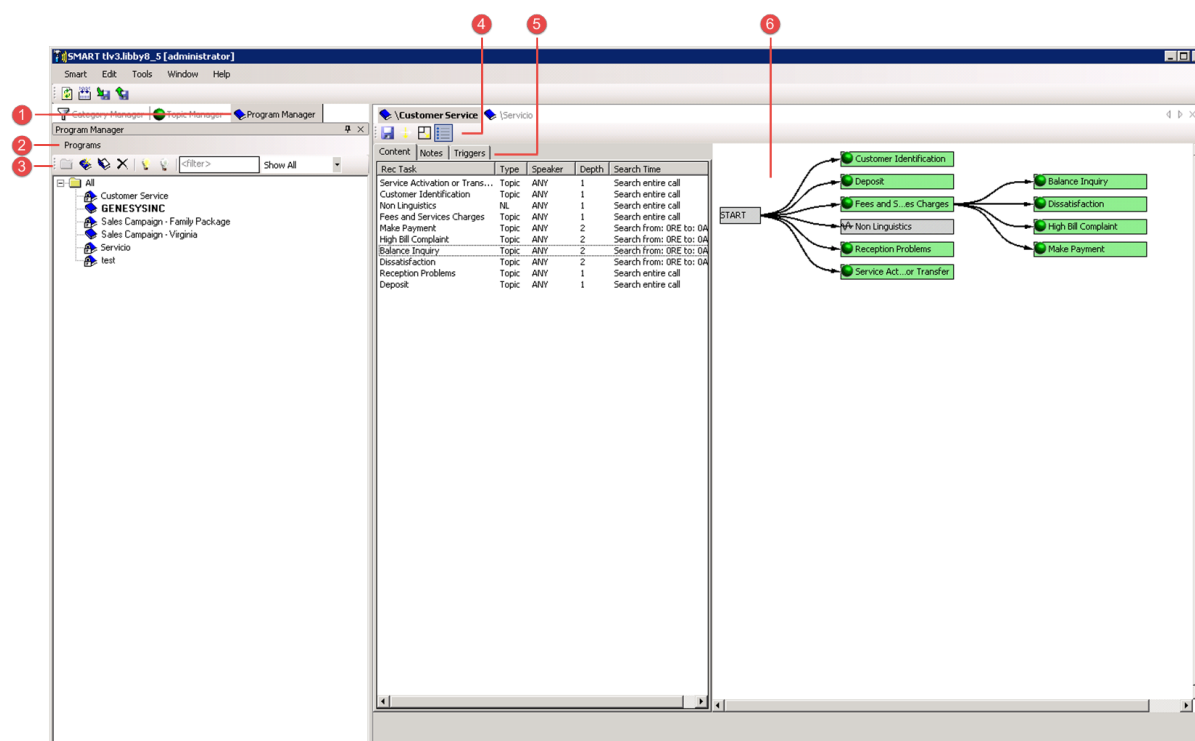 4 5 6
SMART tlv3.libby8_5 [administrator]
Smart Edit Tools Window Help
1 Category Manager Topic Manager Program Manager
Program Manager
2 Programs
3 <filter> Show All
All
Customer Service
GENESYSINC
Sales Campaign - Family Package
Sales Campaign - Virginia
Servicio
test
\Customer Service \Servicio
Content Notes Triggers
Rec Task Type Speaker Depth Search Time
Service Activation or Trans... Topic ANY 1 Search entire call
Customer Identification Topic ANY 1 Search entire call
Non Linguistics NL ANY 1 Search entire call
Fees and Services Charges Topic ANY 1 Search entire call
Make Payment Topic ANY 2 Search from: 0RE to: 0A
High Bill Complaint Topic ANY 2 Search from: 0RE to: 0A
Balance Inquiry Topic ANY 2 Search from: 0RE to: 0A
Dissatisfaction Topic ANY 2 Search from: 0RE to: 0A
Reception Problems Topic ANY 1 Search entire call
Deposit Topic ANY 1 Search entire call
START
Customer Identification
Deposit
Fees and S...es Charges
Non Linguistics
Reception Problems
Service Act...or Transfer
Balance Inquiry
Dissatisfaction
High Bill Complaint
Make Payment